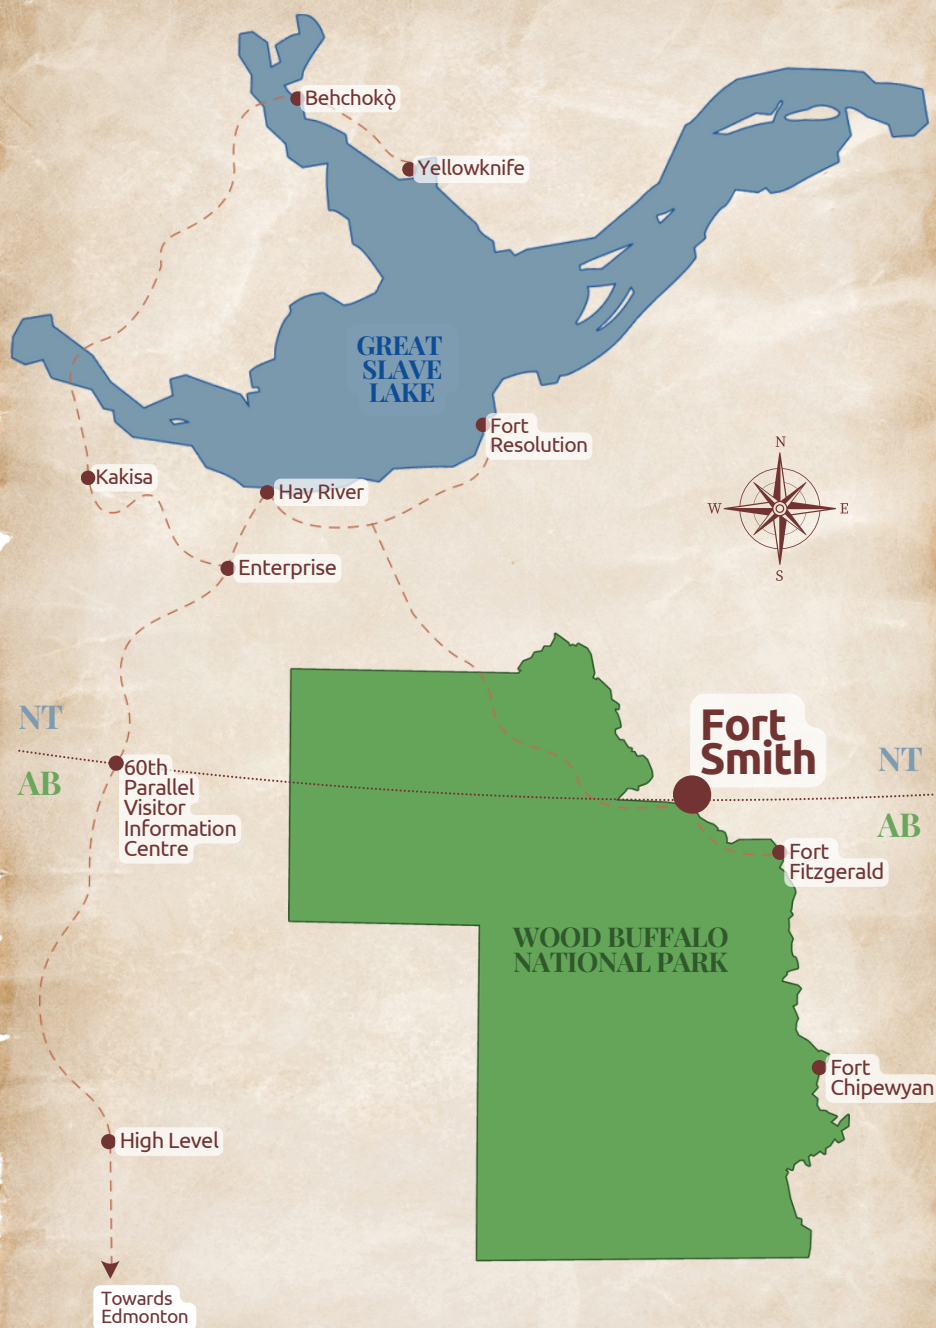 Behchokǫ̀
Yellowknife
GREAT
SLAVE
LAKE
Fort
Resolution
Kakisa
Hay River
N
W
E
S
Enterprise
NT
AB
Fort
Smith
NT
AB
60th
Parallel
Visitor
Information
Centre
Fort
Fitzgerald
WOOD BUFFALO
NATIONAL PARK
Fort
Chipewyan
High Level
Towards
Edmonton